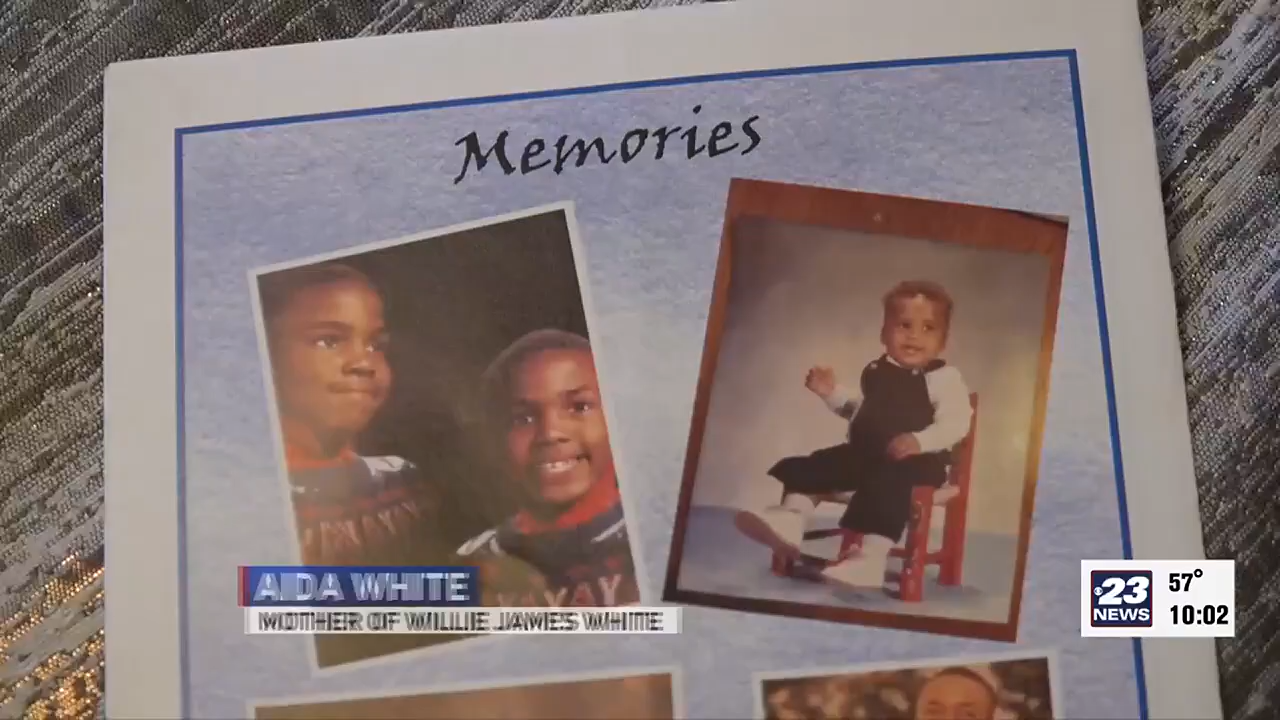 Memories
AIDA WHITE
MOTHER OF WILLIE JAMES WHITE
23 57°
NEWS 10:02